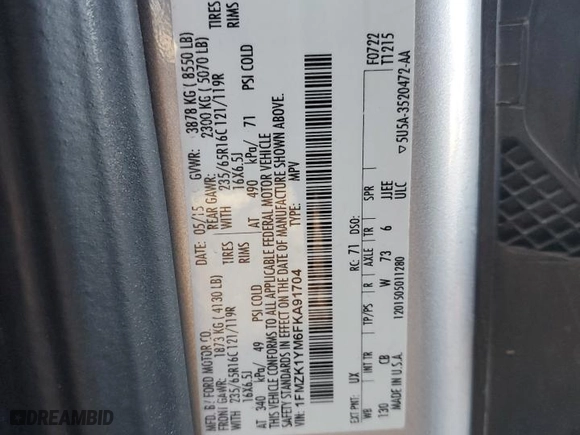 MFD. BY FORD MOTOR CO.
05/15 GVWR: 3878 KG ( 8550 LB)
FRONT GAWR: 1873 KG ( 4130 LB) REAR GAWR: 2300 KG ( 5070 LB)
235/65R16C 121/119R TIRES WITH 235/65R16C 121/119R TIRES
16X6.5J RIMS 16X6.5J RIMS
AT 340 kPa/ 49 PSI COLD AT 490 kPa/ 71 PSI COLD
THIS VEHICLE CONFORMS TO ALL APPLICABLE FEDERAL MOTOR VEHICLE
SAFETY STANDARDS IN EFFECT ON THE DATE OF MANUFACTURE SHOWN ABOVE.
VIN: 1FMZK1YM6FKA91704
TYPE: MPV
F0722
T1215
EXT PNT: UX RC: 71 DSO:
WB INT TR TP/PS R AXLE TR SPR
130 CB W 73 6 JJEE
MADE IN U.S.A. 120150501128O ULC
▽ 5U5A-3520472-AA
© DREAMBID